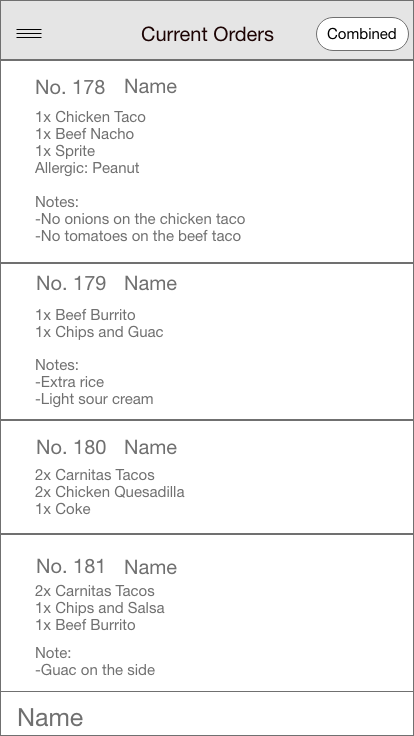 Current Orders
Combined
No. 178 Name
1x Chicken Taco
1x Beef Nacho
1x Sprite
Allergic: Peanut
Notes:
-No onions on the chicken taco
-No tomatoes on the beef taco
No. 179 Name
1x Beef Burrito
1x Chips and Guac
Notes:
-Extra rice
-Light sour cream
No. 180 Name
2x Carnitas Tacos
2x Chicken Quesadilla
1x Coke
No. 181 Name
2x Carnitas Tacos
1x Chips and Salsa
1x Beef Burrito
Note:
-Guac on the side
Name